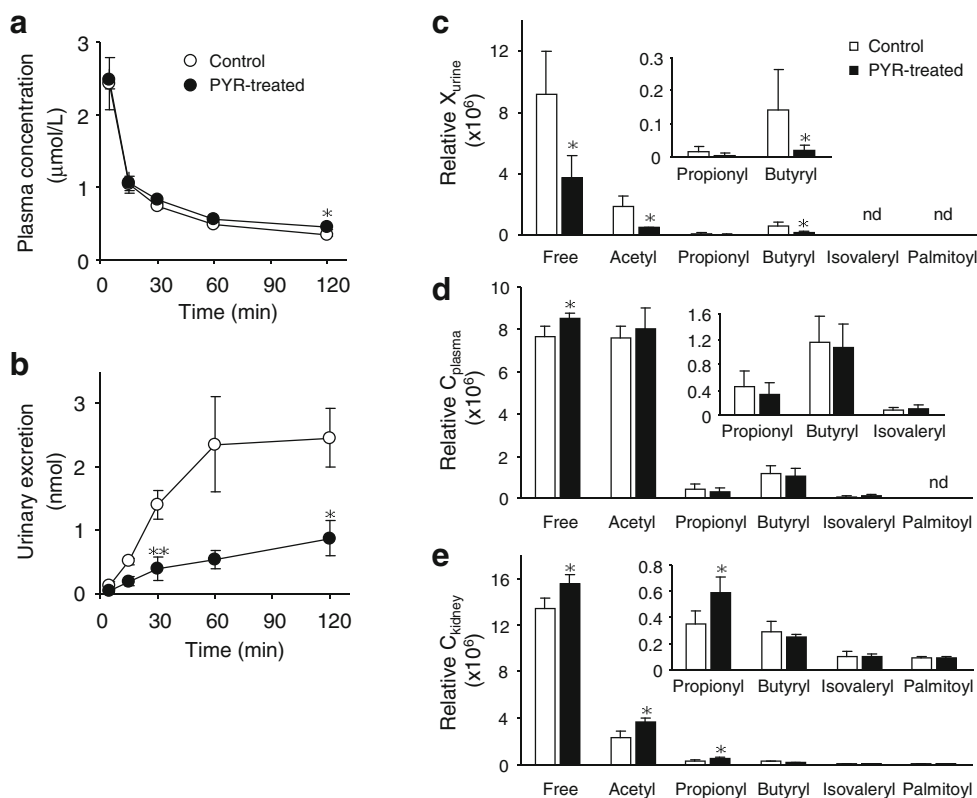 a
Plasma concentration
(µmol/L)
3
2
1
0
Control
PYR-treated
*
0 30 60 90 120
Time (min)
b
Urinary excretion
(nmol)
3
2
1
0
**
*
0 30 60 90 120
Time (min)
c
Relative Xurine
(x10⁶)
12
8
4
0
Control
PYR-treated
0.3
0.2
0.1
0
*
Propionyl Butyryl
*
*
*
nd nd
Free Acetyl Propionyl Butyryl Isovaleryl Palmitoyl
d
Relative Cplasma
(x10⁶)
10
8
6
4
2
0
*
1.6
1.2
0.8
0.4
0
Propionyl Butyryl Isovaleryl
nd
Free Acetyl Propionyl Butyryl Isovaleryl Palmitoyl
e
Relative Ckidney
(x10⁶)
16
12
8
4
0
*
0.8
0.6
0.4
0.2
0
*
Propionyl Butyryl Isovaleryl Palmitoyl
*
*
Free Acetyl Propionyl Butyryl Isovaleryl Palmitoyl